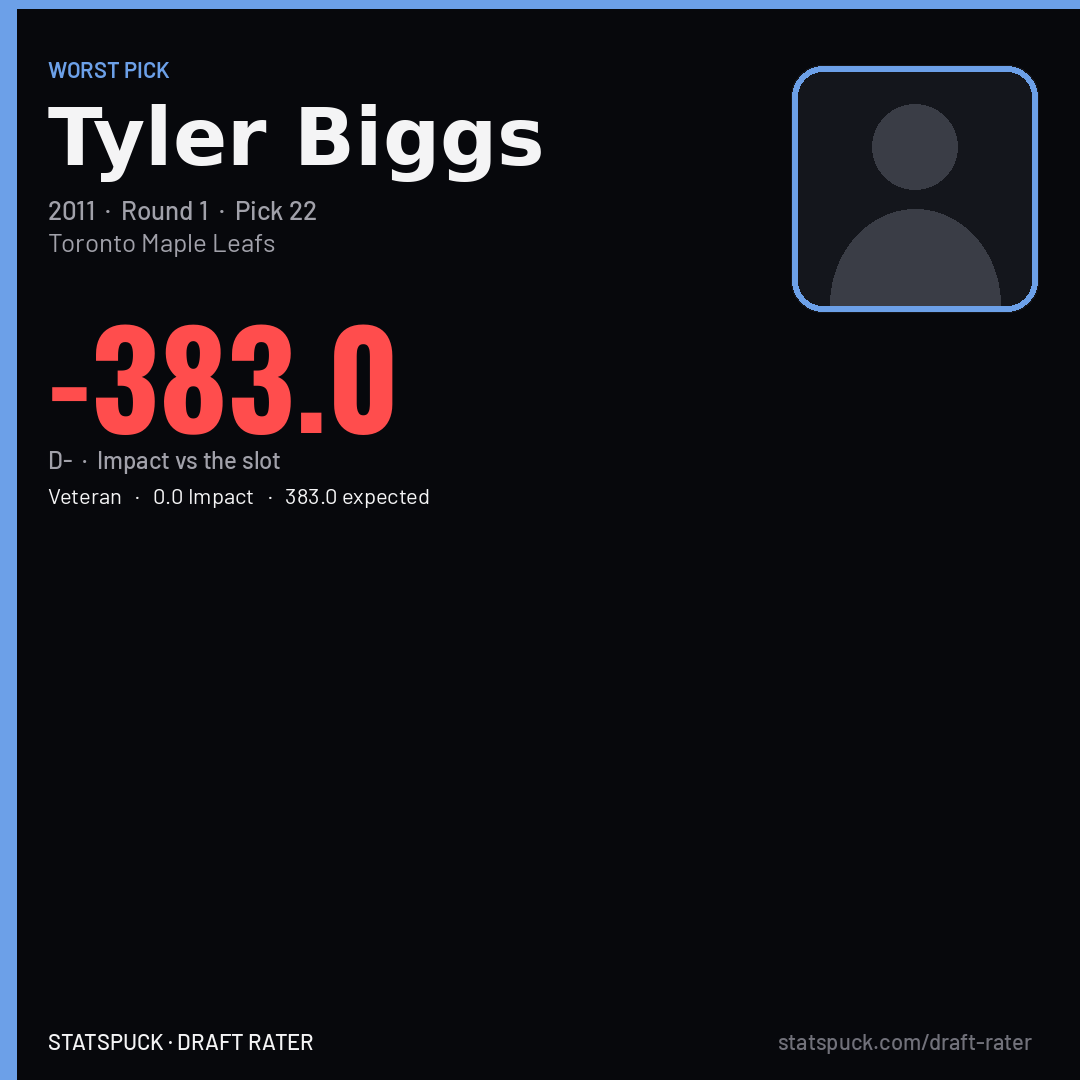 WORST PICK
Tyler Biggs
2011 · Round 1 · Pick 22
Toronto Maple Leafs
-383.0
D- · Impact vs the slot
Veteran · 0.0 Impact · 383.0 expected
STATSPUCK · DRAFT RATER
statspuck.com/draft-rater